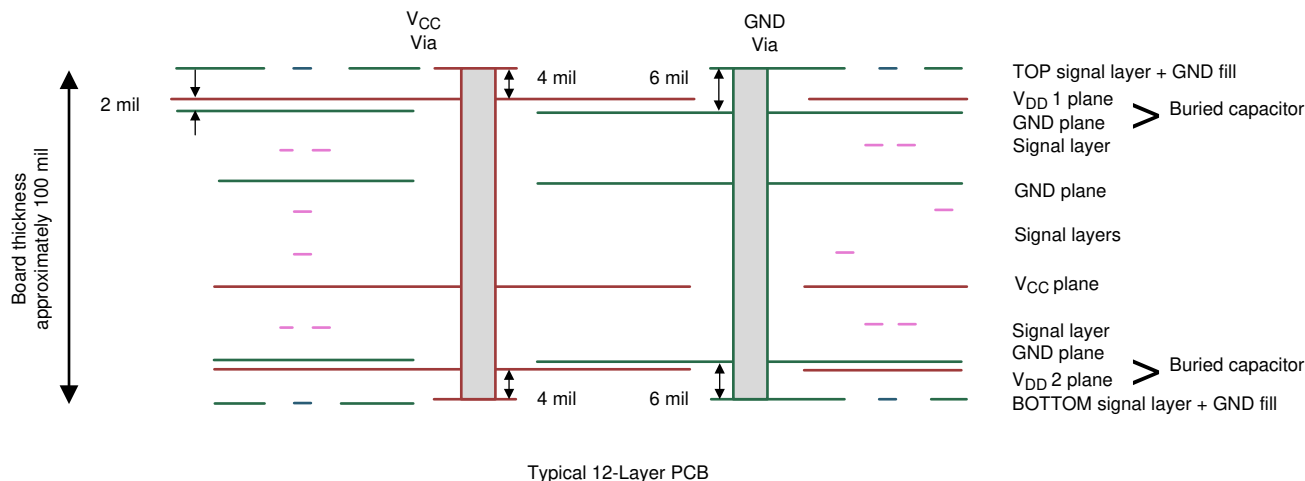 VCC
Via
GND
Via
4 mil
6 mil
2 mil
TOP signal layer + GND fill
VDD 1 plane
GND plane
> Buried capacitor
Signal layer
GND plane
Signal layers
VCC plane
Signal layer
GND plane
VDD 2 plane
> Buried capacitor
BOTTOM signal layer + GND fill
4 mil
6 mil
Board thickness
approximately 100 mil
Typical 12-Layer PCB